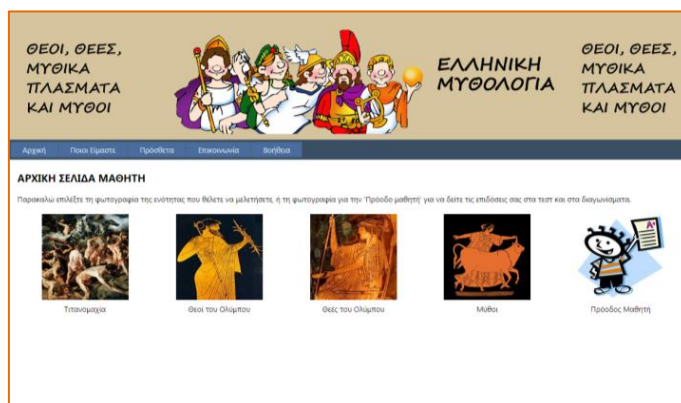 ΘΕΟΙ, ΘΕΕΣ,
ΜΥΘΙΚΑ
ΠΛΑΣΜΑΤΑ
ΚΑΙ ΜΥΘΟΙ
ΕΛΛΗΝΙΚΗ
ΜΥΘΟΛΟΓΙΑ
ΘΕΟΙ, ΘΕΕΣ,
ΜΥΘΙΚΑ
ΠΛΑΣΜΑΤΑ
ΚΑΙ ΜΥΘΟΙ
Αρχική Ποιοι Είμαστε Πρόσθετα Επικοινωνία Βοήθεια
ΑΡΧΙΚΗ ΣΕΛΙΔΑ ΜΑΘΗΤΗ
Παρακαλώ επιλέξτε τη φωτογραφία της ενότητας που θέλετε να μελετήσετε, ή τη φωτογραφία για την 'Πρόοδο μαθητή' για να δείτε τις επιδόσεις σας στα τεστ και στα διαγωνίσματα.
A+
Τιτανομαχία Θεοί του Ολύμπου Θεές του Ολύμπου Μύθοι Πρόοδος Μαθητή